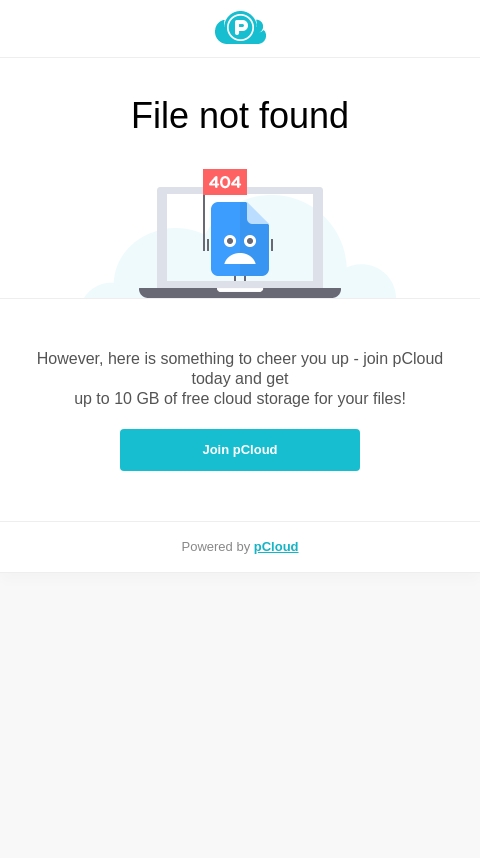 P
File not found
404
However, here is something to cheer you up - join pCloud
today and get
up to 10 GB of free cloud storage for your files!
Join pCloud
Powered by pCloud